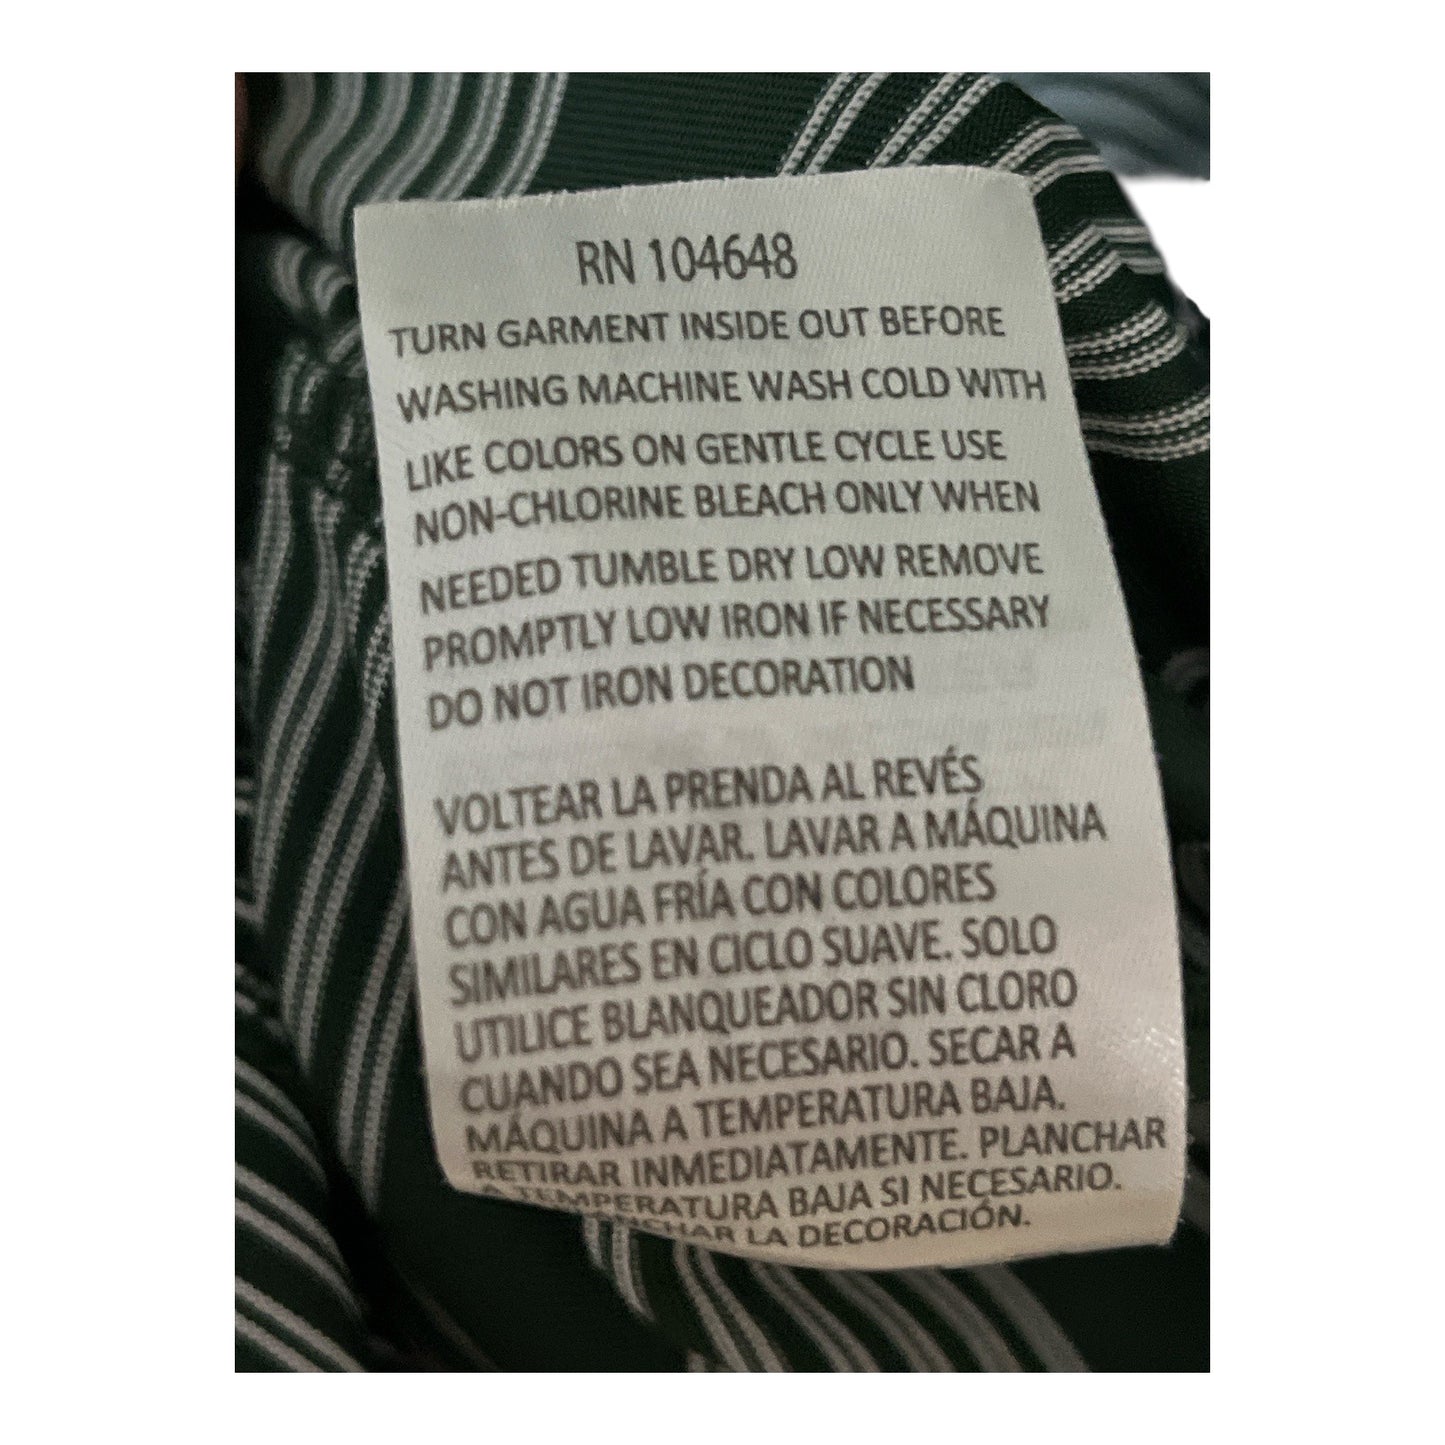 RN 104648
TURN GARMENT INSIDE OUT BEFORE
WASHING MACHINE WASH COLD WITH
LIKE COLORS ON GENTLE CYCLE USE
NON-CHLORINE BLEACH ONLY WHEN
NEEDED TUMBLE DRY LOW REMOVE
PROMPTLY LOW IRON IF NECESSARY
DO NOT IRON DECORATION
VOLTEAR LA PRENDA AL REVÉS
ANTES DE LAVAR. LAVAR A MÁQUINA
CON AGUA FRÍA CON COLORES
SIMILARES EN CICLO SUAVE. SOLO
UTILICE BLANQUEADOR SIN CLORO
CUANDO SEA NECESARIO. SECAR A
MÁQUINA A TEMPERATURA BAJA.
RETIRAR INMEDIATAMENTE. PLANCHAR
A TEMPERATURA BAJA SI NECESARIO.
LA DECORACIÓN.